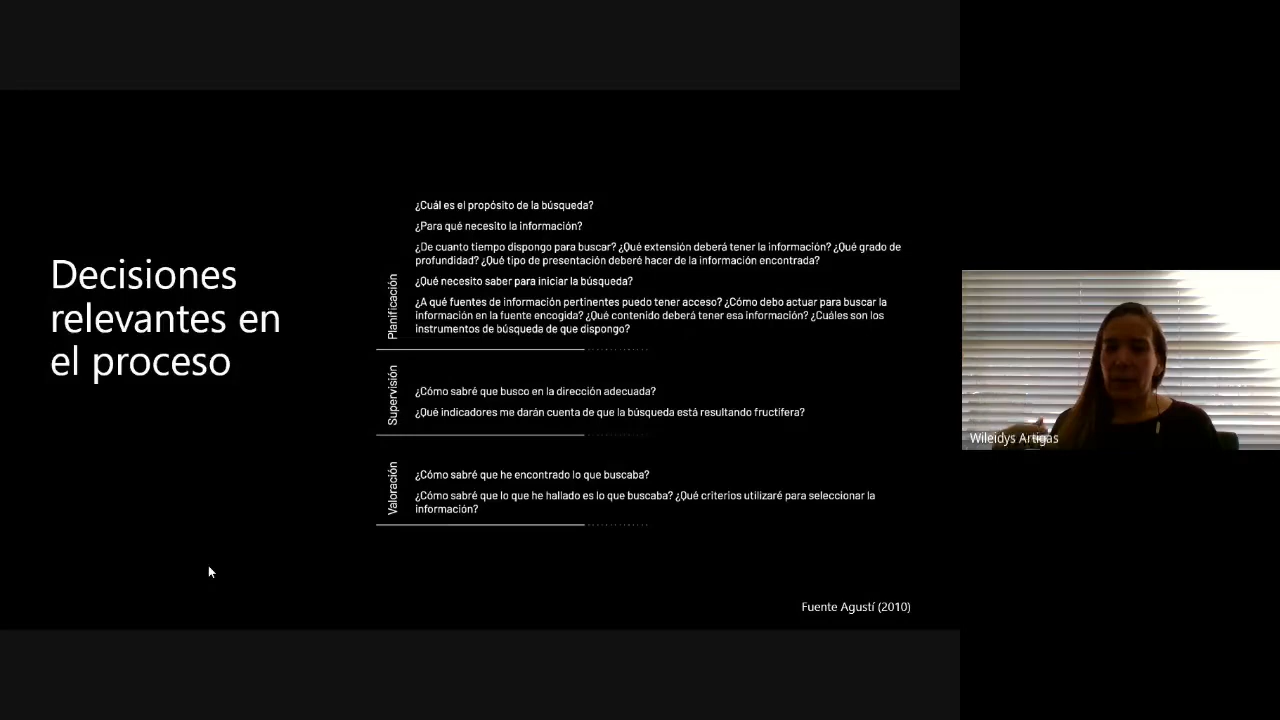 Decisiones
relevantes en
el proceso
Planificación
¿Cuál es el propósito de la búsqueda?
¿Para qué necesito la información?
¿De cuanto tiempo dispongo para buscar? ¿Qué extensión deberá tener la información? ¿Qué grado de
profundidad? ¿Qué tipo de presentación deberé hacer de la información encontrada?
¿Qué necesito saber para iniciar la búsqueda?
¿A qué fuentes de información pertinentes puedo tener acceso? ¿Cómo debo actuar para buscar la
información en la fuente encogida? ¿Qué contenido deberá tener esa información? ¿Cuáles son los
instrumentos de búsqueda de que dispongo?
Supervisión
¿Cómo sabré que busco en la dirección adecuada?
¿Qué indicadores me darán cuenta de que la búsqueda está resultando fructífera?
Valoración
¿Cómo sabré que he encontrado lo que buscaba?
¿Cómo sabré que lo que he hallado es lo que buscaba? ¿Qué criterios utilizaré para seleccionar la
información?
Fuente Agustí (2010)
Wileidys Artigas